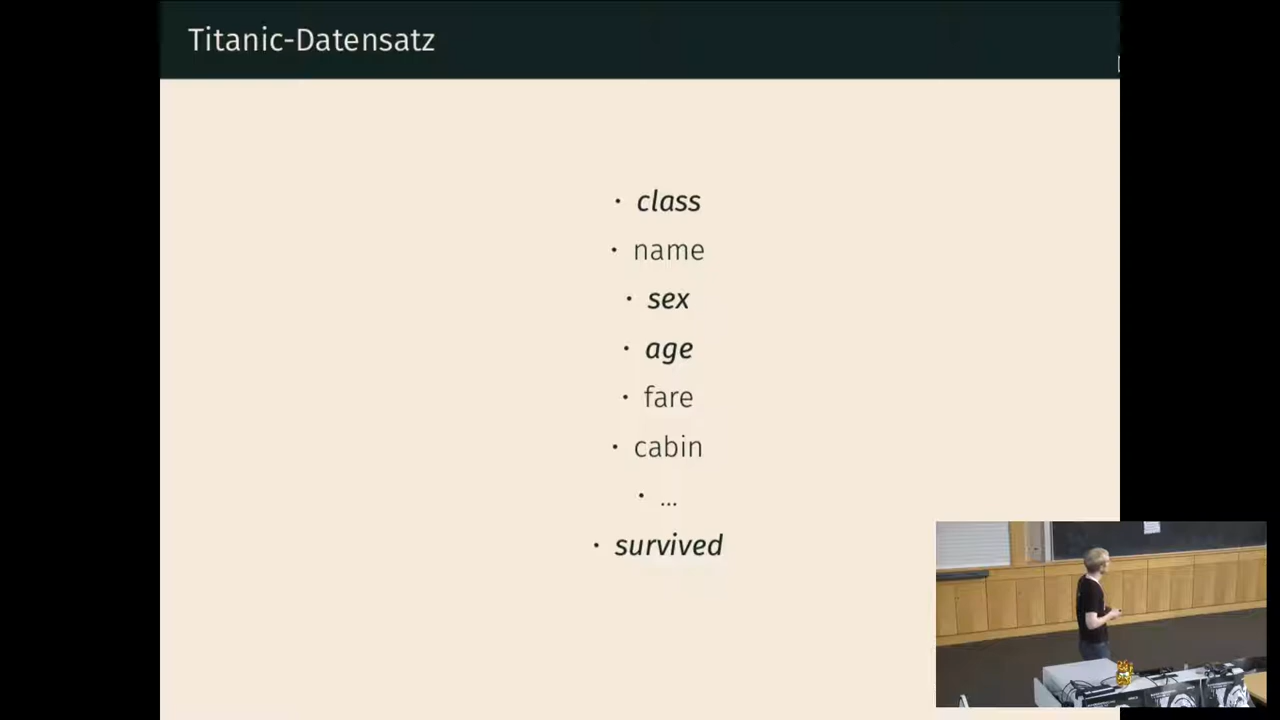 Titanic-Datensatz
• class
• name
• sex
• age
• fare
• cabin
• ...
• survived